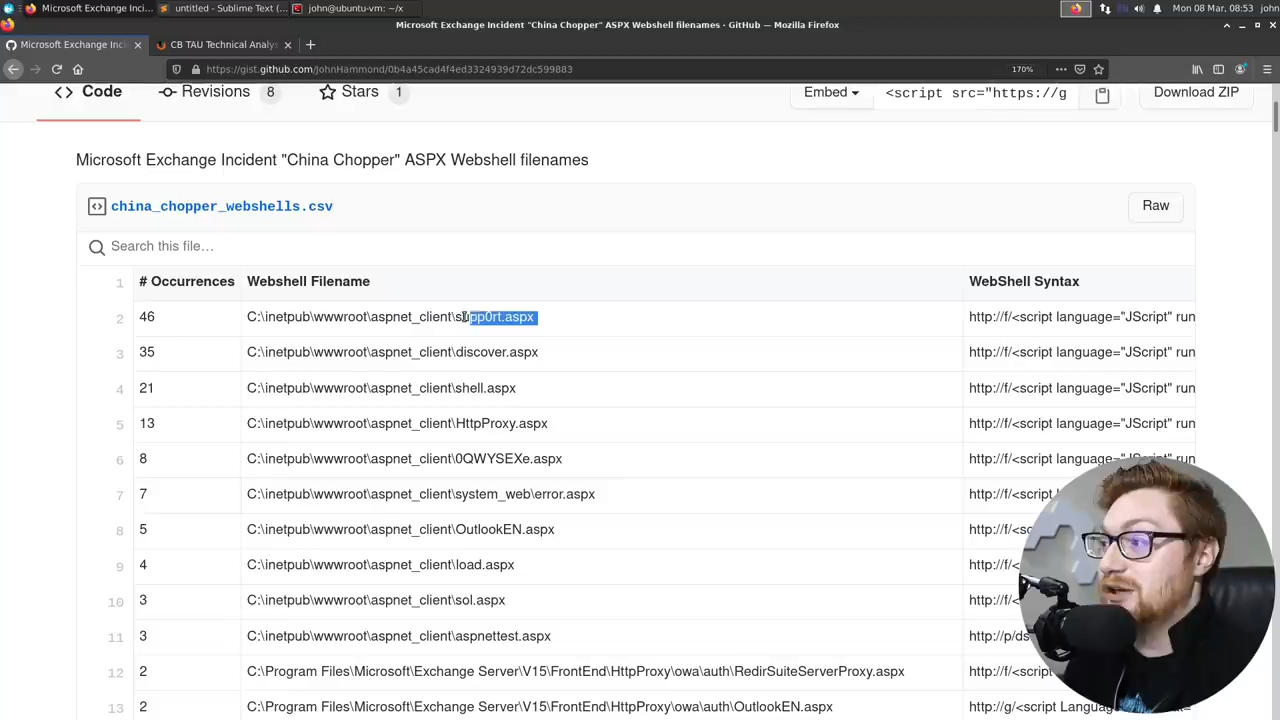 Microsoft Exchange Inci...
untitled - Sublime Text (...
john@ubuntu-vm: ~/x
Mon 08 Mar, 08:53 john
Microsoft Exchange Incident "China Chopper" ASPX Webshell filenames · GitHub — Mozilla Firefox
Microsoft Exchange Inci
CB TAU Technical Analys
https://gist.github.com/JohnHammond/0b4a45cad4f4ed3324939d72dc599883
170%
Code
Revisions 8
Stars 1
Embed
<script src="https://g
Download ZIP
Microsoft Exchange Incident "China Chopper" ASPX Webshell filenames
china_chopper_webshells.csv
Raw
Search this file…
1 # Occurrences Webshell Filename WebShell Syntax
2 46 C:\inetpub\wwwroot\aspnet_client\supp0rt.aspx http://f/<script language="JScript" run
3 35 C:\inetpub\wwwroot\aspnet_client\discover.aspx http://f/<script language="JScript" run
4 21 C:\inetpub\wwwroot\aspnet_client\shell.aspx http://f/<script language="JScript" run
5 13 C:\inetpub\wwwroot\aspnet_client\HttpProxy.aspx http://f/<script language="JScript" run
6 8 C:\inetpub\wwwroot\aspnet_client\0QWYSEXe.aspx http://f/<script language="JScript" run
7 7 C:\inetpub\wwwroot\aspnet_client\system_web\error.aspx http://f/<script
8 5 C:\inetpub\wwwroot\aspnet_client\OutlookEN.aspx http://f/<sc
9 4 C:\inetpub\wwwroot\aspnet_client\load.aspx http://f/<
10 3 C:\inetpub\wwwroot\aspnet_client\sol.aspx http://f/<
11 3 C:\inetpub\wwwroot\aspnet_client\aspnettest.aspx http://p/ds
12 2 C:\Program Files\Microsoft\Exchange Server\V15\FrontEnd\HttpProxy\owa\auth\RedirSuiteServerProxy.aspx http://f/<sc
13 2 C:\Program Files\Microsoft\Exchange Server\V15\FrontEnd\HttpProxy\owa\auth\OutlookEN.aspx http://g/<script Language=